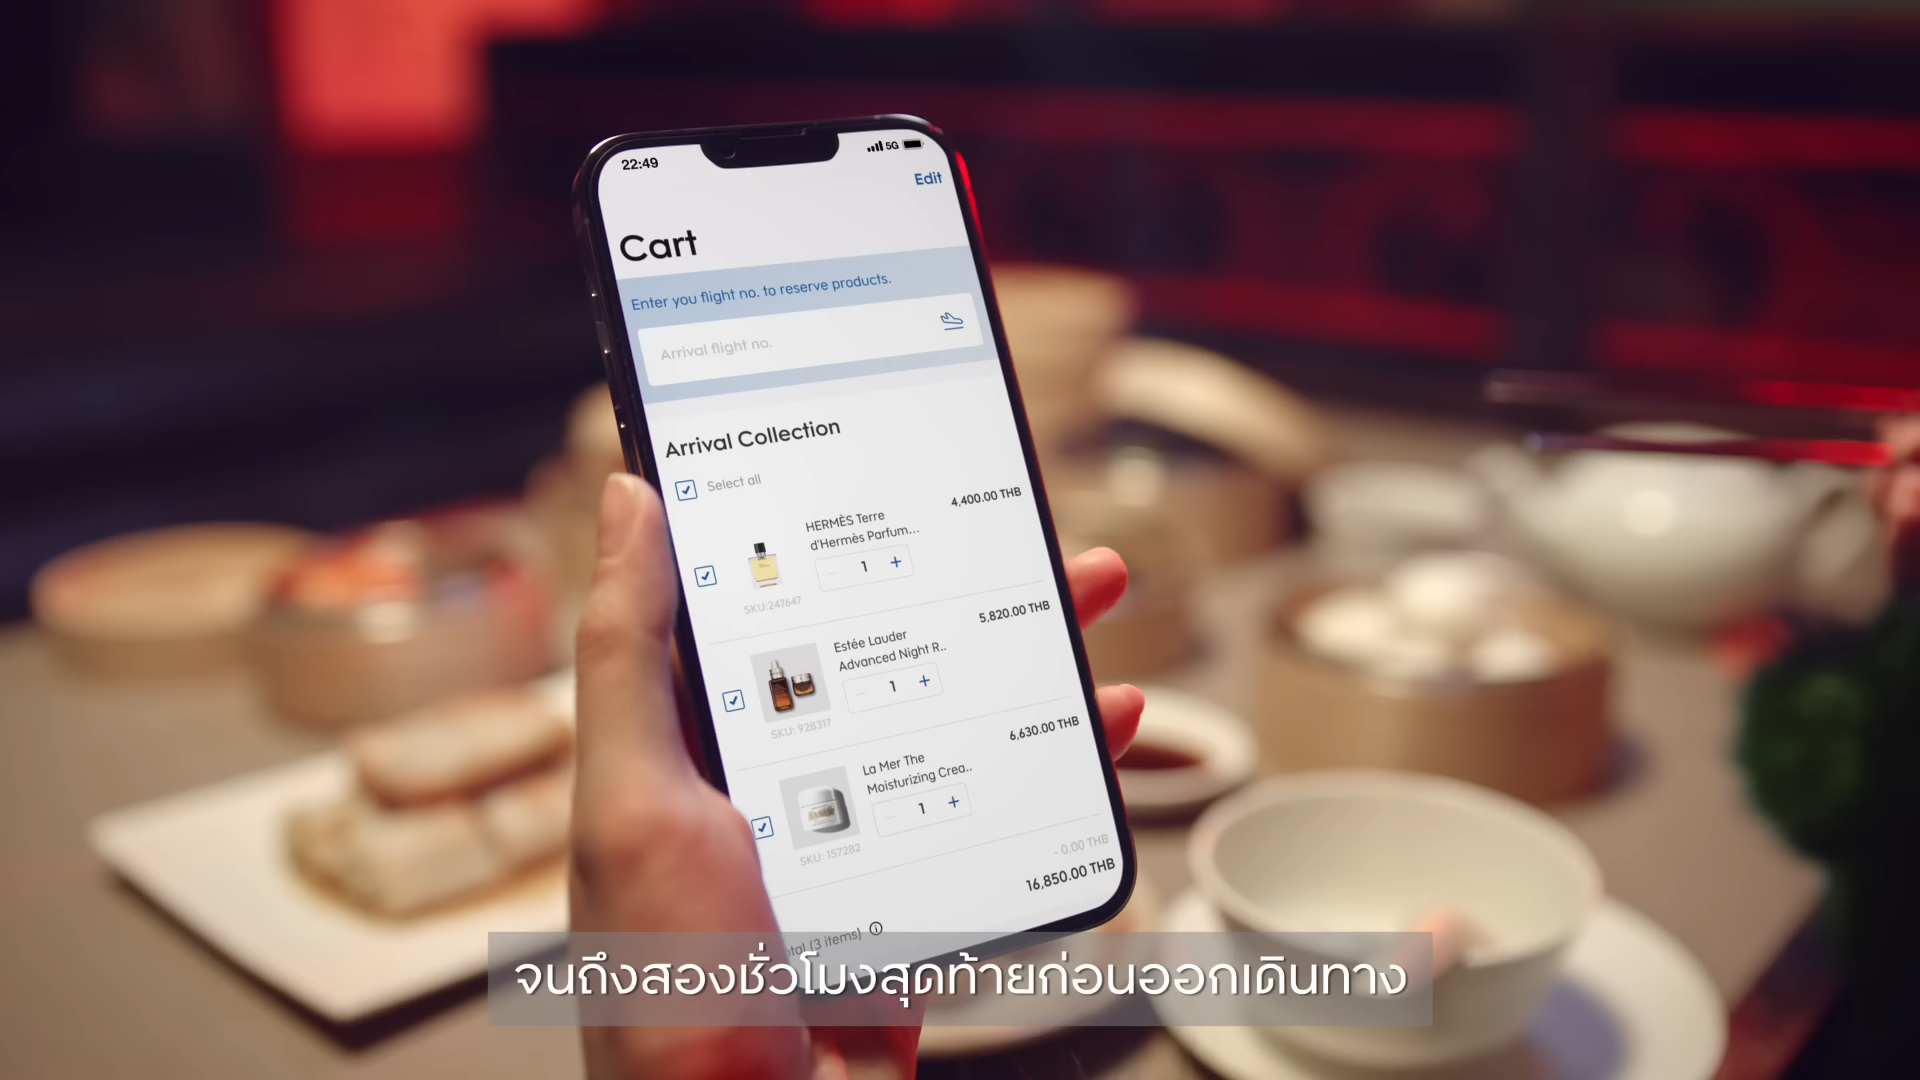 22:49
5G
Edit
Cart
Enter you flight no. to reserve products.
Arrival flight no.
Arrival Collection
Select all
4,400.00 THB
HERMÈS Terre
d'Hermès Parfum...
1
SKU:247647
5,820.00 THB
Estée Lauder
Advanced Night R..
1
SKU: 928317
6,630.00 THB
La Mer The
Moisturizing Crea..
1
SKU: 157282
- 0.00 THB
16,850.00 THB
(3 items)
จนถึงสองชั่วโมงสุดท้ายก่อนออกเดินทาง